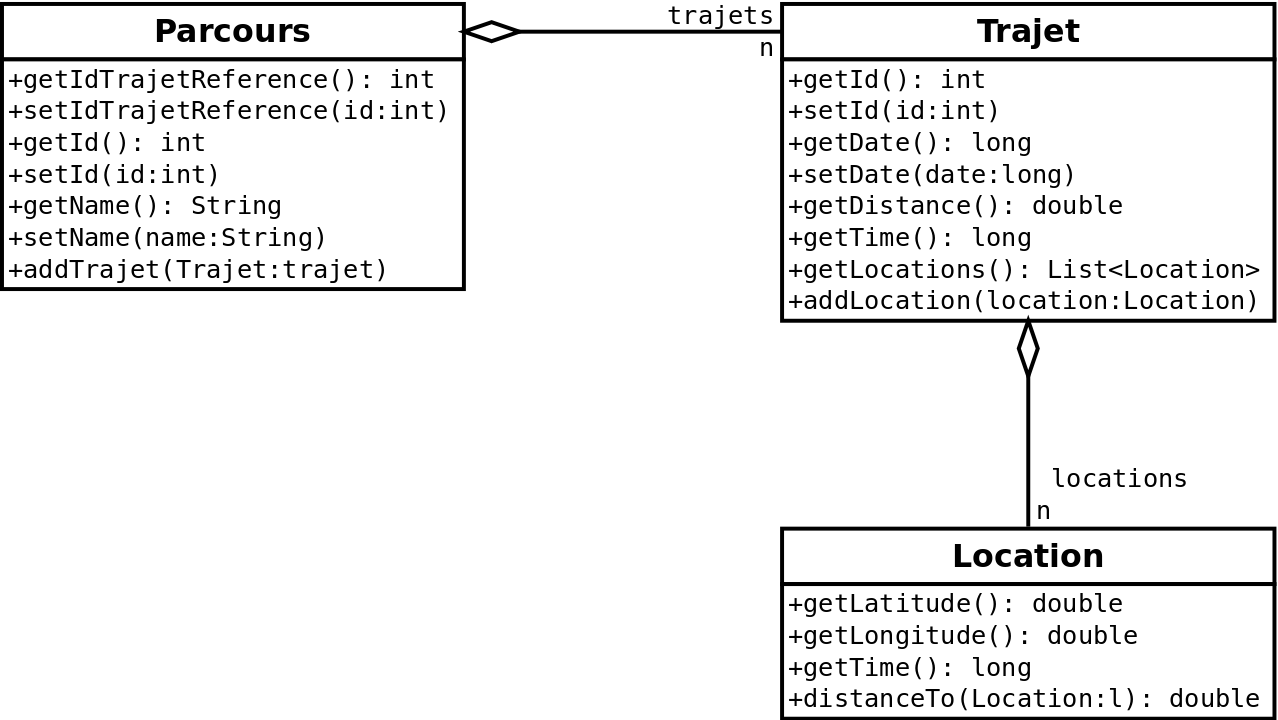 Parcours
+getIdTrajetReference(): int
+setIdTrajetReference(id:int)
+getId(): int
+setId(id:int)
+getName(): String
+setName(name:String)
+addTrajet(Trajet:trajet)
trajets
n
Trajet
+getId(): int
+setId(id:int)
+getDate(): long
+setDate(date:long)
+getDistance(): double
+getTime(): long
+getLocations(): List<Location>
+addLocation(location:Location)
locations
n
Location
+getLatitude(): double
+getLongitude(): double
+getTime(): long
+distanceTo(Location:l): double